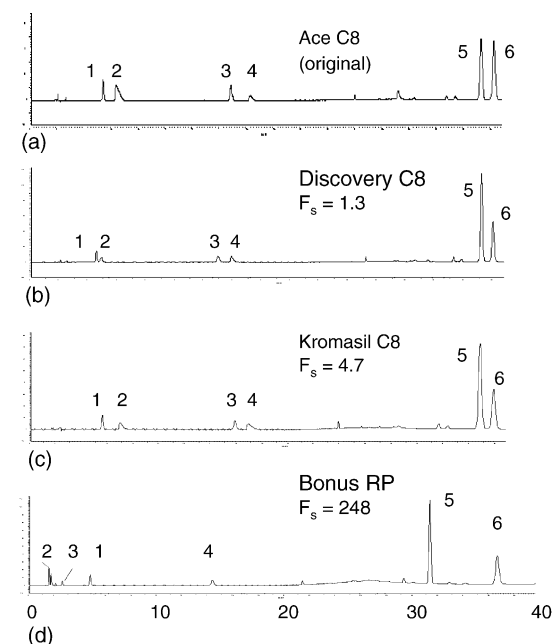 Ace C8
(original)
1 2 3 4 5 6
(a)
Discovery C8
Fs = 1.3
1 2 3 4 5 6
(b)
Kromasil C8
Fs = 4.7
1 2 3 4 5 6
(c)
Bonus RP
Fs = 248
2 3 1 4 5 6
0 10 20 30 40
(d)